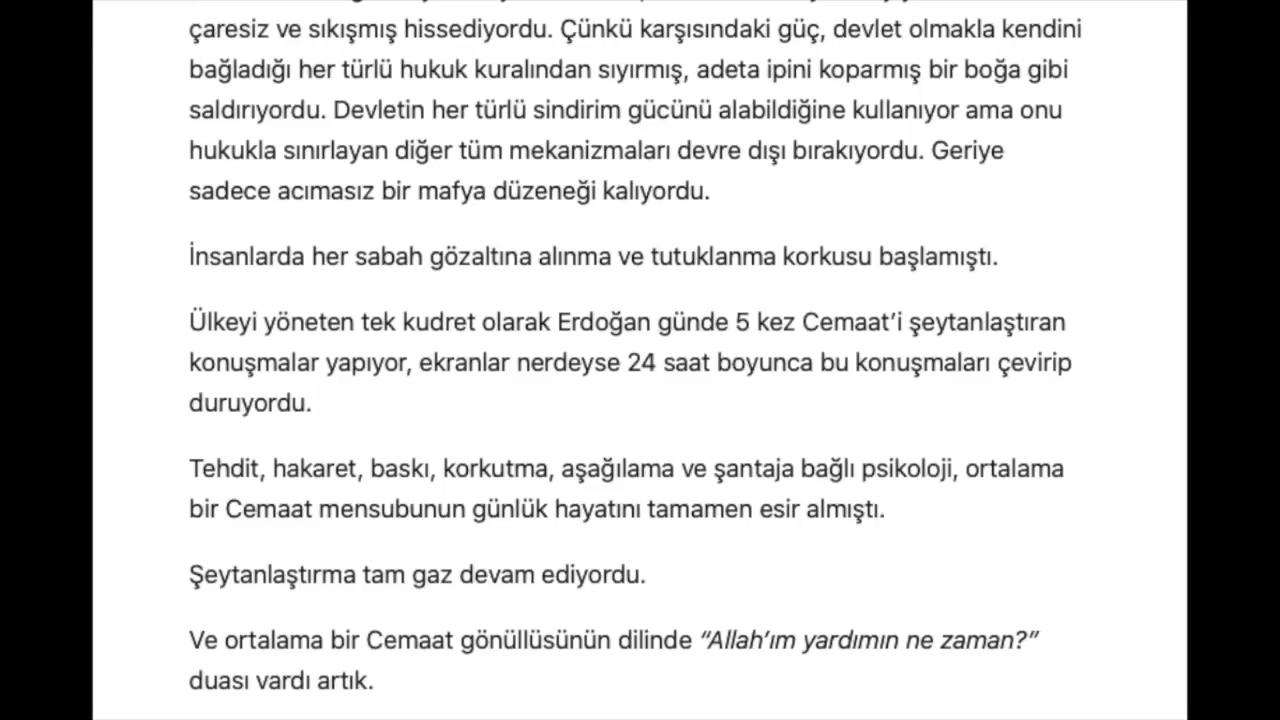 çaresiz ve sıkışmış hissediyordu. Çünkü karşısındaki güç, devlet olmakla kendini
bağladığı her türlü hukuk kuralından sıyırmış, adeta ipini koparmış bir boğa gibi
saldırıyordu. Devletin her türlü sindirim gücünü alabildiğine kullanıyor ama onu
hukukla sınırlayan diğer tüm mekanizmaları devre dışı bırakıyordu. Geriye
sadece acımasız bir mafya düzeneği kalıyordu.
İnsanlarda her sabah gözaltına alınma ve tutuklanma korkusu başlamıştı.
Ülkeyi yöneten tek kudret olarak Erdoğan günde 5 kez Cemaat’i şeytanlaştıran
konuşmalar yapıyor, ekranlar nerdeyse 24 saat boyunca bu konuşmaları çevirip
duruyordu.
Tehdit, hakaret, baskı, korkutma, aşağılama ve şantaja bağlı psikoloji, ortalama
bir Cemaat mensubunun günlük hayatını tamamen esir almıştı.
Şeytanlaştırma tam gaz devam ediyordu.
Ve ortalama bir Cemaat gönüllüsünün dilinde “Allah’ım yardımın ne zaman?”
duası vardı artık.